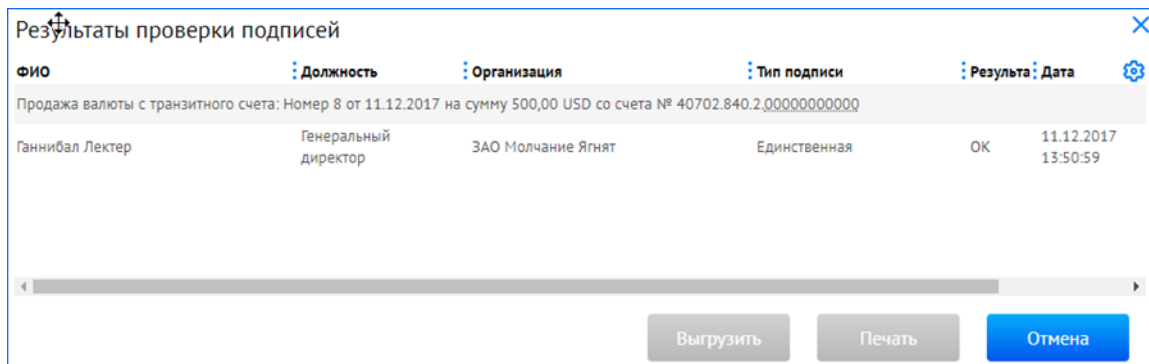 Результаты проверки подписей
ФИО Должность Организация Тип подписи Результа Дата
Продажа валюты с транзитного счета: Номер 8 от 11.12.2017 на сумму 500,00 USD со счета № 40702.840.2.00000000000
Ганнибал Лектер Генеральный директор ЗАО Молчание Ягнят Единственная OK 11.12.2017 13:50:59
Выгрузить Печать Отмена